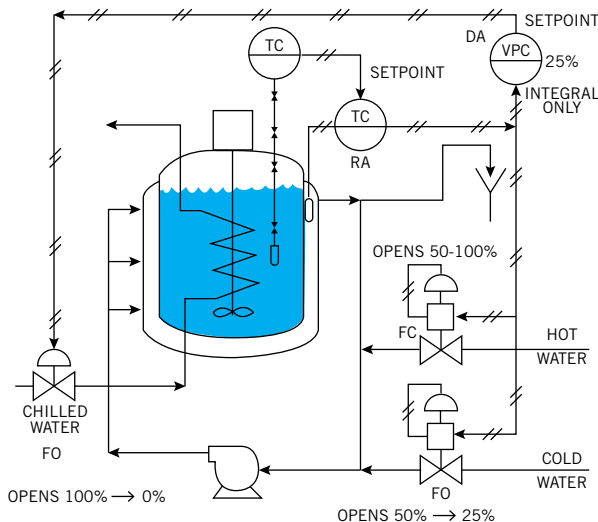 SETPOINT
DA
VPC
25%
INTEGRAL
ONLY
TC
SETPOINT
TC
RA
OPENS 50-100%
FC
HOT
WATER
CHILLED
WATER
FO
COLD
WATER
FO
OPENS 100% → 0%
OPENS 50% → 25%